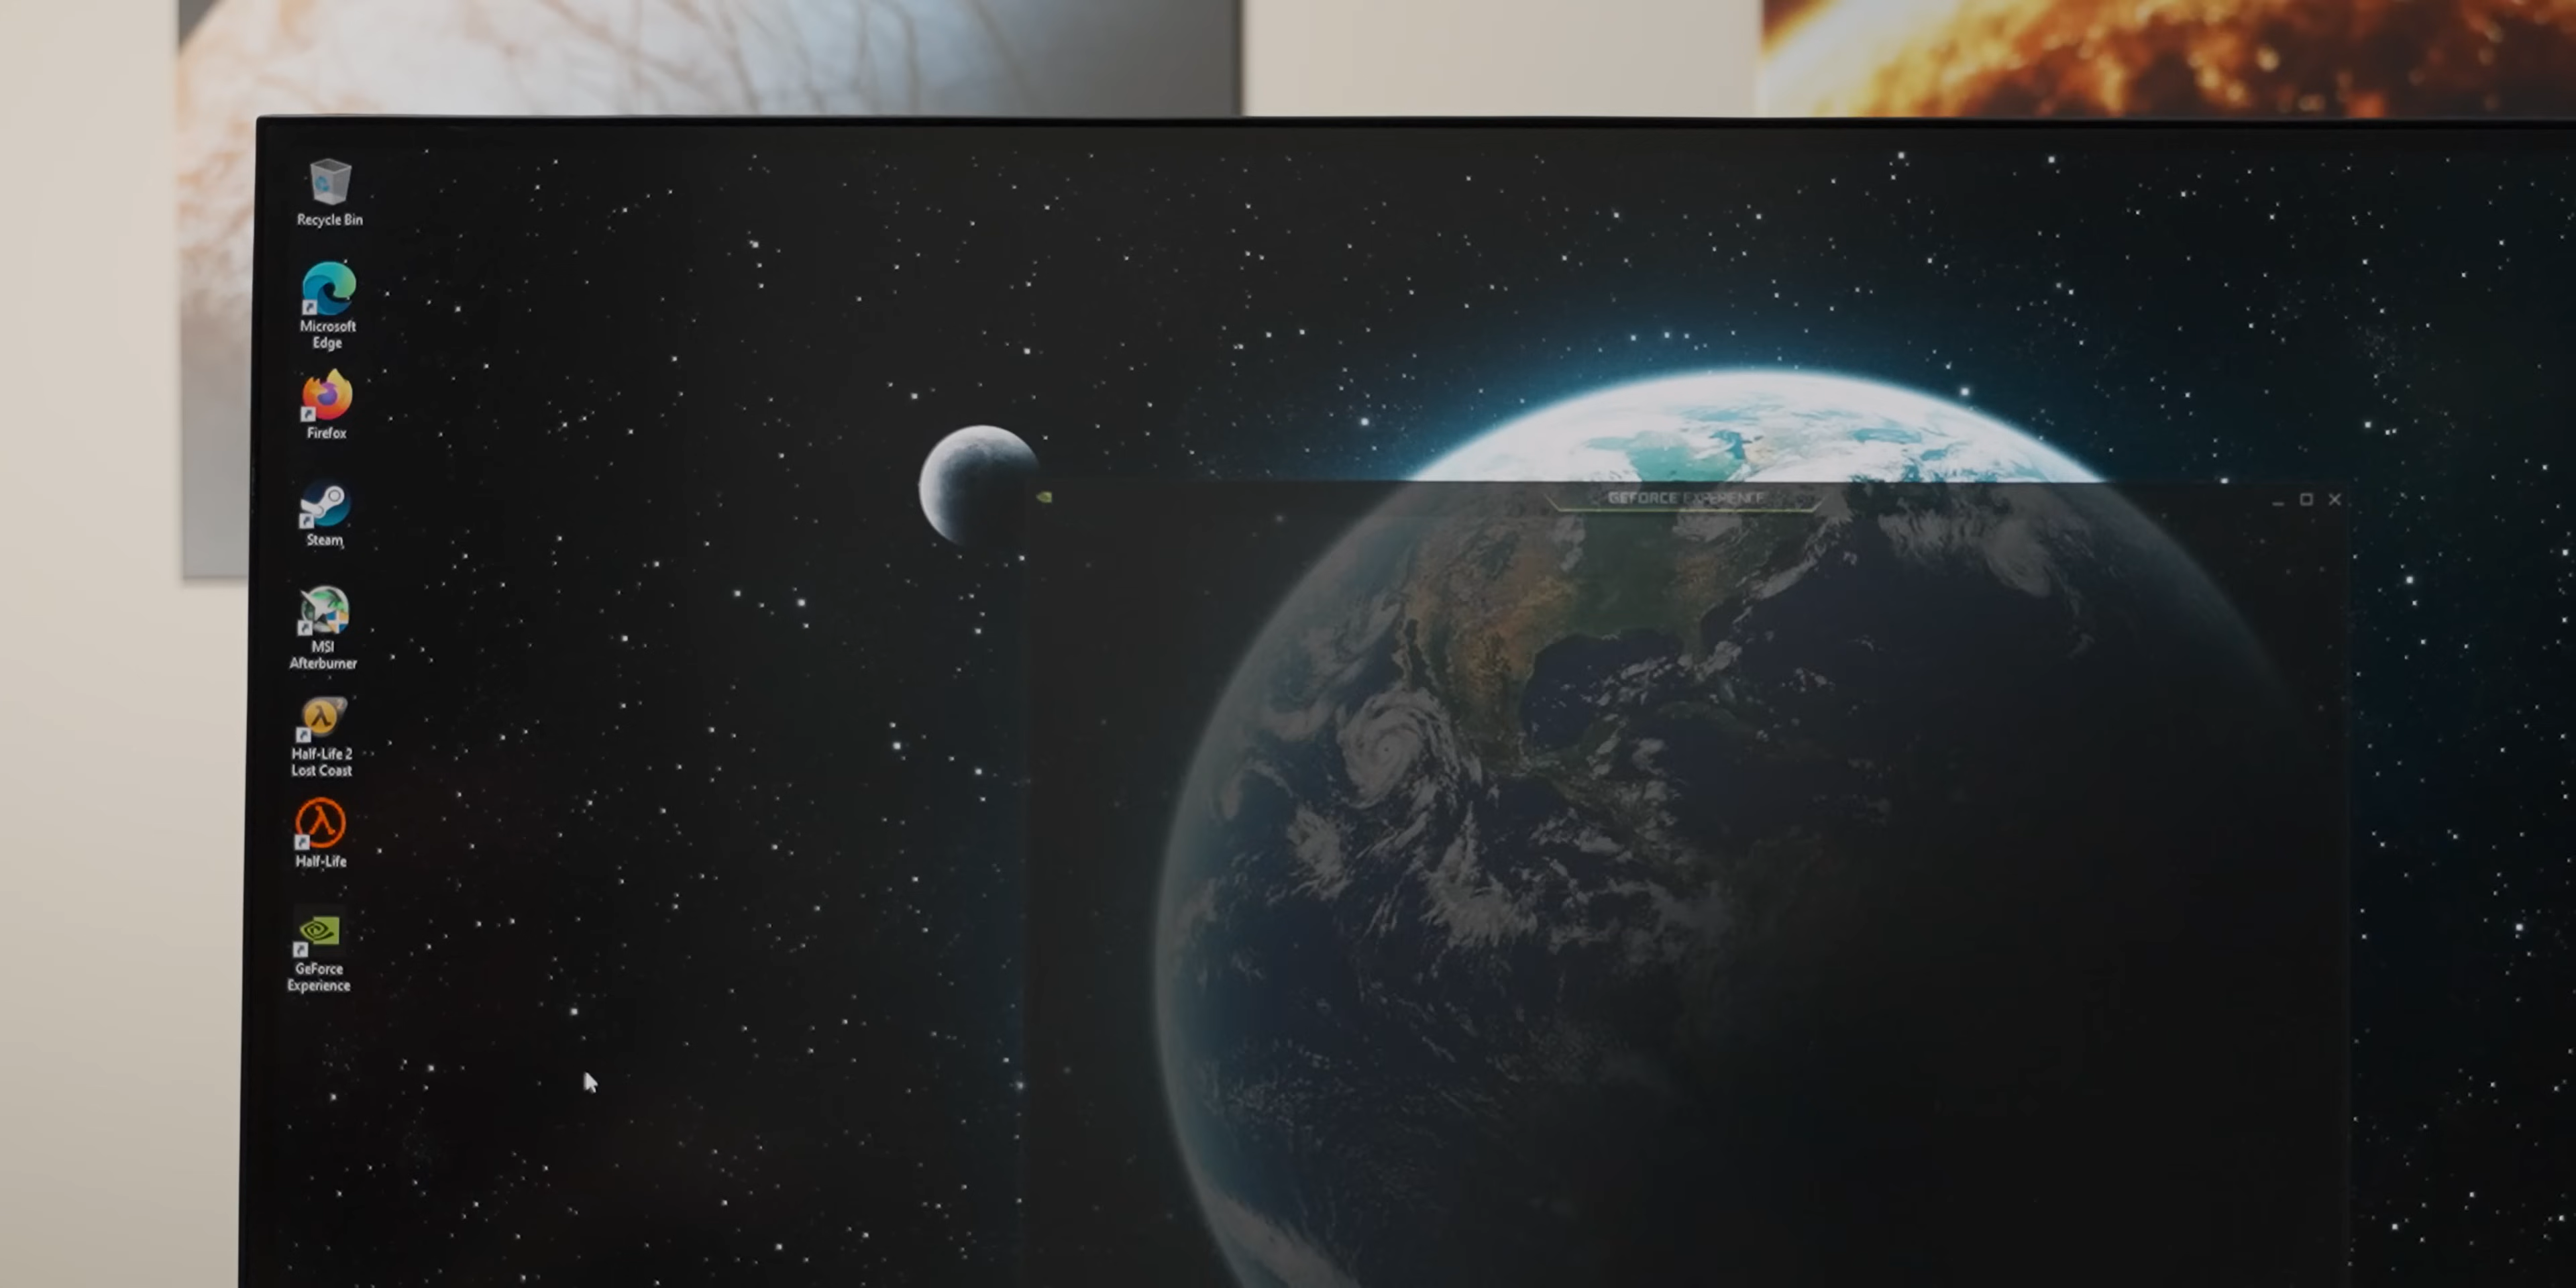 Recycle Bin
Microsoft
Edge
Firefox
Steam
MSI
Afterburner
Half-Life 2
Lost Coast
Half-Life
GeForce
Experience
GEFORCE EXPERIENCE